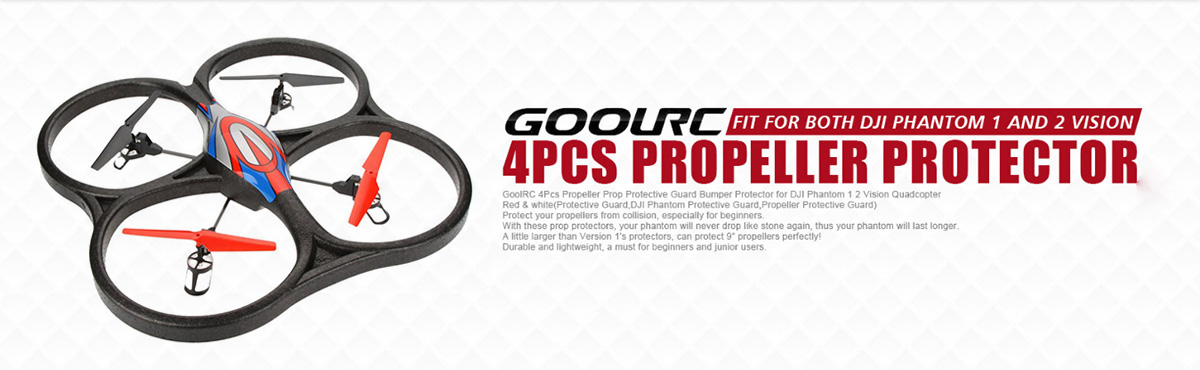 GOOLRC FIT FOR BOTH DJI PHANTOM 1 AND 2 VISION
4PCS PROPELLER PROTECTOR
GoolRC 4Pcs Propeller Prop Protective Guard Bumper Protector for DJI Phantom 1 2 Vision Quadcopter
Red & white(Protective Guard,DJI Phantom Protective Guard,Propeller Protective Guard)
Protect your propellers from collision, especially for beginners.
With these prop protectors, your phantom will never drop like stone again, thus your phantom will last longer.
A little larger than Version 1's protectors, can protect 9" propellers perfectly!
Durable and lightweight, a must for beginners and junior users.